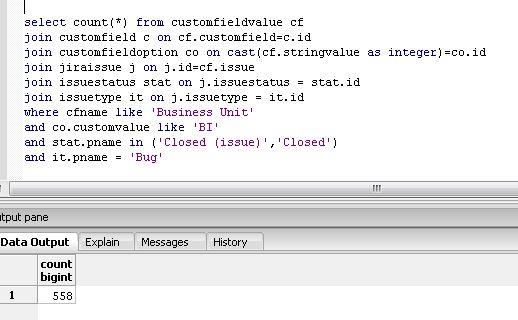 select count(*) from customfieldvalue cf
join customfield c on cf.customfield=c.id
join customfieldoption co on cast(cf.stringvalue as integer)=co.id
join jiraissue j on j.id=cf.issue
join issuestatus stat on j.issuestatus = stat.id
join issuetype it on j.issuetype = it.id
where cfname like 'Business Unit'
and co.customvalue like 'BI'
and stat.pname in ('Closed (issue)','Closed')
and it.pname = 'Bug'
utput pane
Data Output Explain Messages History
count
bigint
1 558